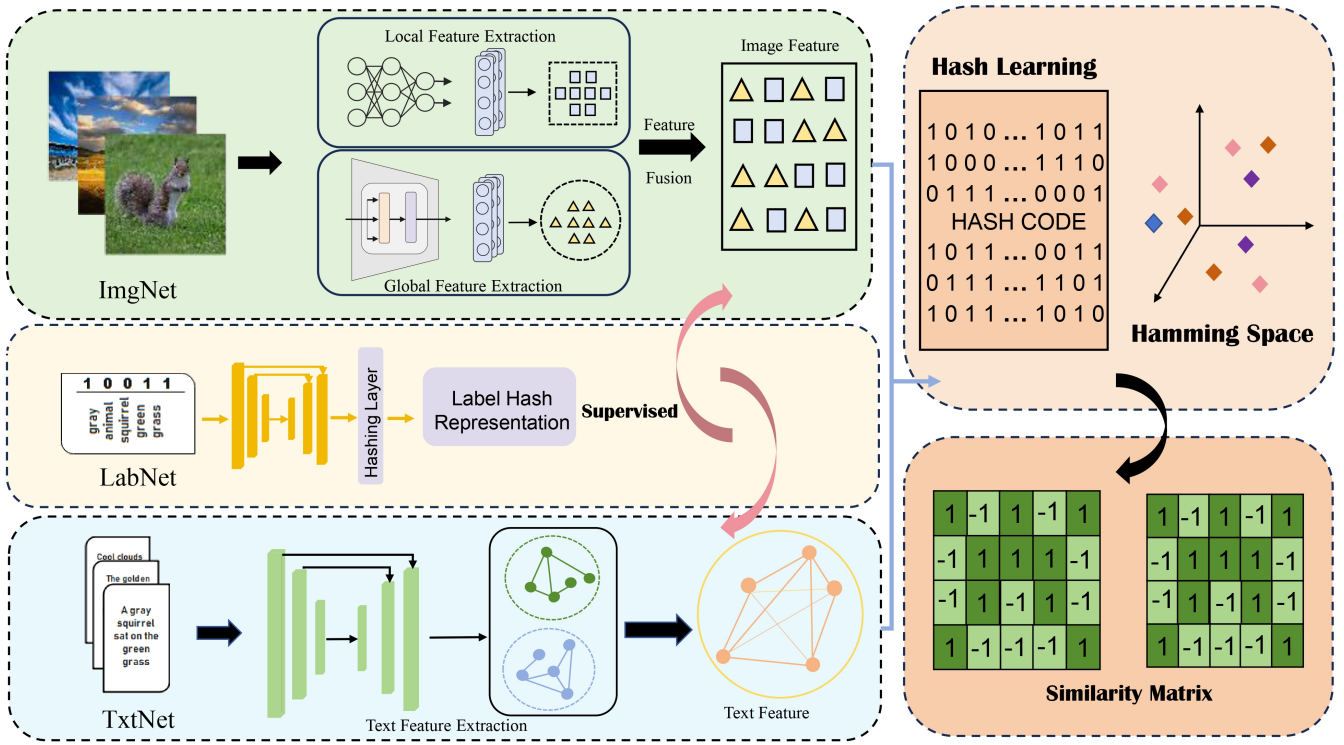 Local Feature Extraction
Global Feature Extraction
ImgNet
Feature
Fusion
Image Feature
1 0 0 1 1
gray
animal
squirrel
green
grass
LabNet
Hashing Layer
Label Hash
Representation
Supervised
Cool clouds
The golden
A gray
squirrel
sat on the
green
grass
TxtNet
Text Feature Extraction
Text Feature
Hash Learning
1 0 1 0 ... 1 0 1 1
1 0 0 0 ... 1 1 1 0
0 1 1 1 ... 0 0 0 1
HASH CODE
1 0 1 1 ... 0 0 1 1
0 1 1 1 ... 1 1 0 1
1 0 1 1 ... 1 0 1 0
Hamming Space
1 -1 1 -1 1
-1 1 1 1 -1
-1 1 -1 1 -1
1 -1 -1 -1 1
1 -1 1 -1 1
-1 1 1 1 -1
-1 1 -1 1 -1
1 -1 -1 -1 1
Similarity Matrix